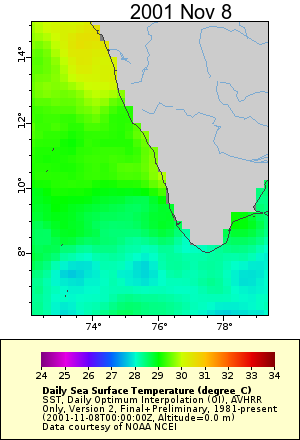 2001 Nov 8
14°
12°
10°
8°
74°
76°
78°
24 25 26 27 28 29 30 31 32 33 34
Daily Sea Surface Temperature (degree_C)
SST, Daily Optimum Interpolation (OI), AVHRR
Only, Version 2, Final+Preliminary, 1981-present
(2001-11-08T00:00:00Z, Altitude=0.0 m)
Data courtesy of NOAA NCEI